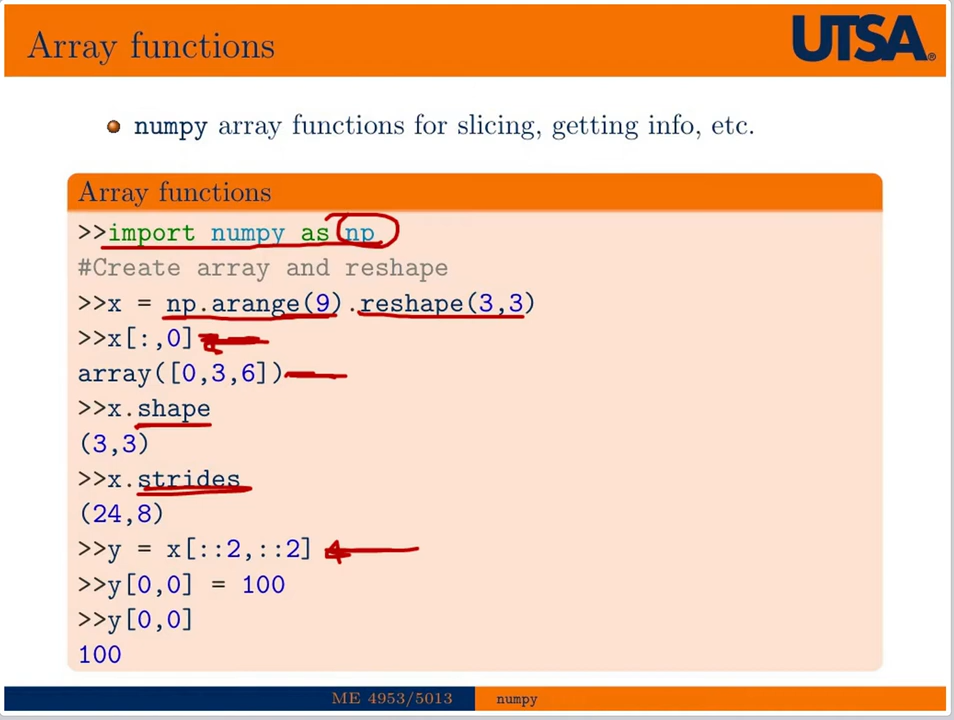 Array functions
UTSA®
numpy array functions for slicing, getting info, etc.
Array functions
>>import numpy as np
#Create array and reshape
>>x = np.arange(9).reshape(3,3)
>>x[:,0]
array([0,3,6])
>>x.shape
(3,3)
>>x.strides
(24,8)
>>y = x[::2,::2]
>>y[0,0] = 100
>>y[0,0]
100
ME 4953/5013 numpy